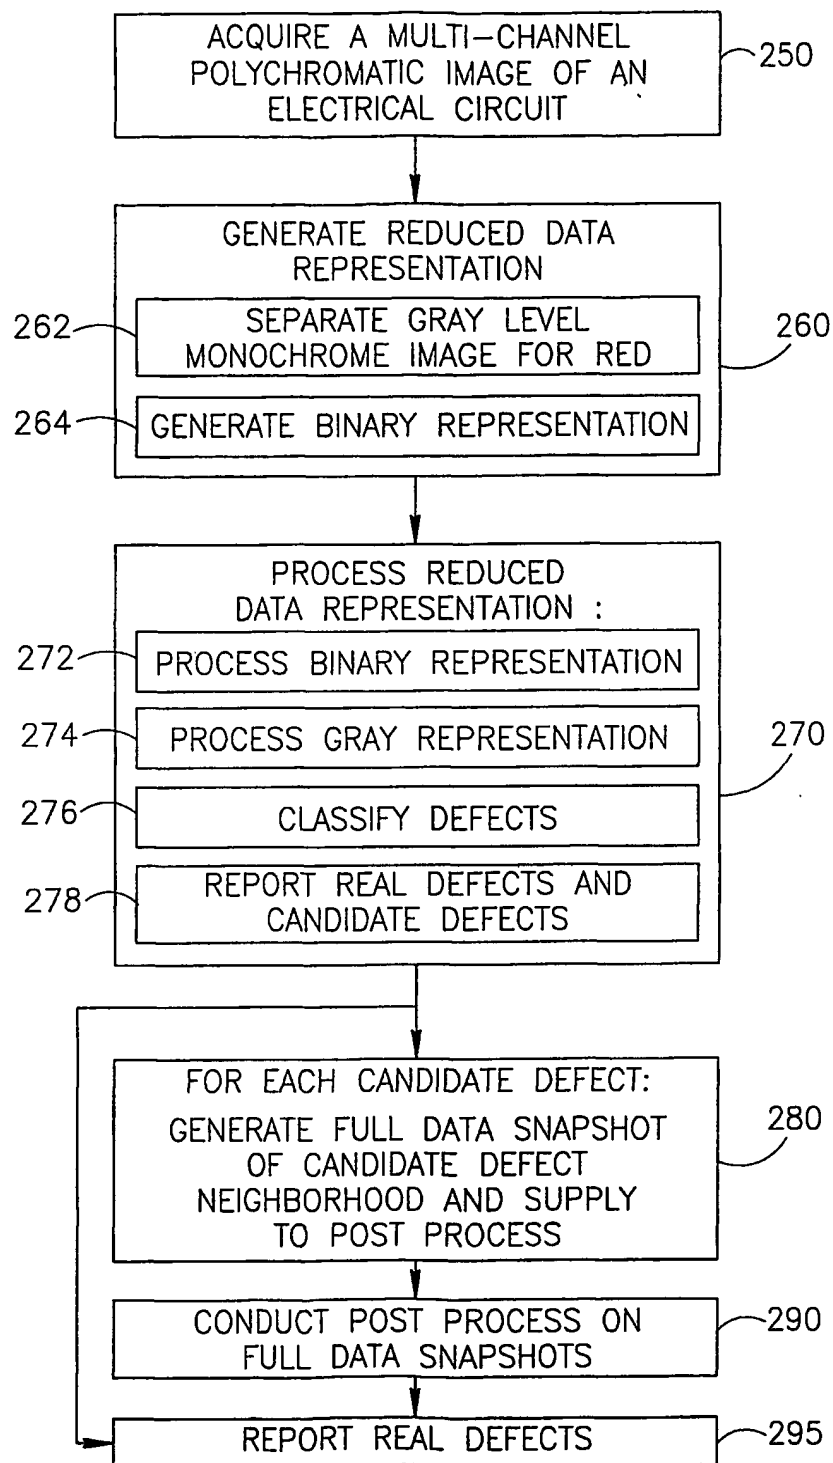 ACQUIRE A MULTI-CHANNEL
POLYCHROMATIC IMAGE OF AN
ELECTRICAL CIRCUIT
250
GENERATE REDUCED DATA
REPRESENTATION
262
SEPARATE GRAY LEVEL
MONOCHROME IMAGE FOR RED
260
264
GENERATE BINARY REPRESENTATION
PROCESS REDUCED
DATA REPRESENTATION :
272
PROCESS BINARY REPRESENTATION
274
PROCESS GRAY REPRESENTATION
270
276
CLASSIFY DEFECTS
278
REPORT REAL DEFECTS AND
CANDIDATE DEFECTS
FOR EACH CANDIDATE DEFECT:
GENERATE FULL DATA SNAPSHOT
OF CANDIDATE DEFECT
NEIGHBORHOOD AND SUPPLY
TO POST PROCESS
280
CONDUCT POST PROCESS ON
FULL DATA SNAPSHOTS
290
REPORT REAL DEFECTS
295